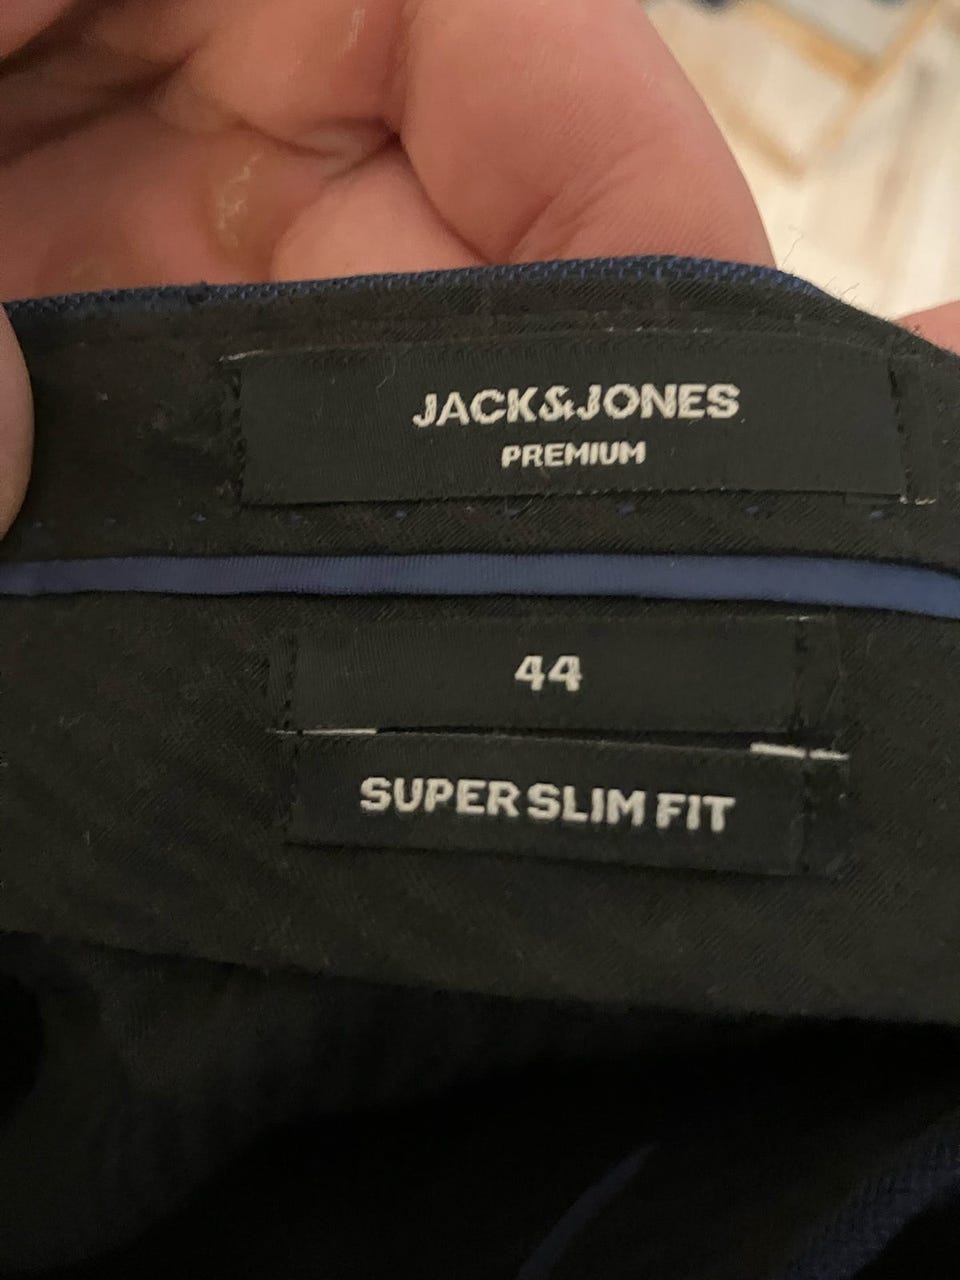 JACK&JONES
PREMIUM
44
SUPER SLIM FIT